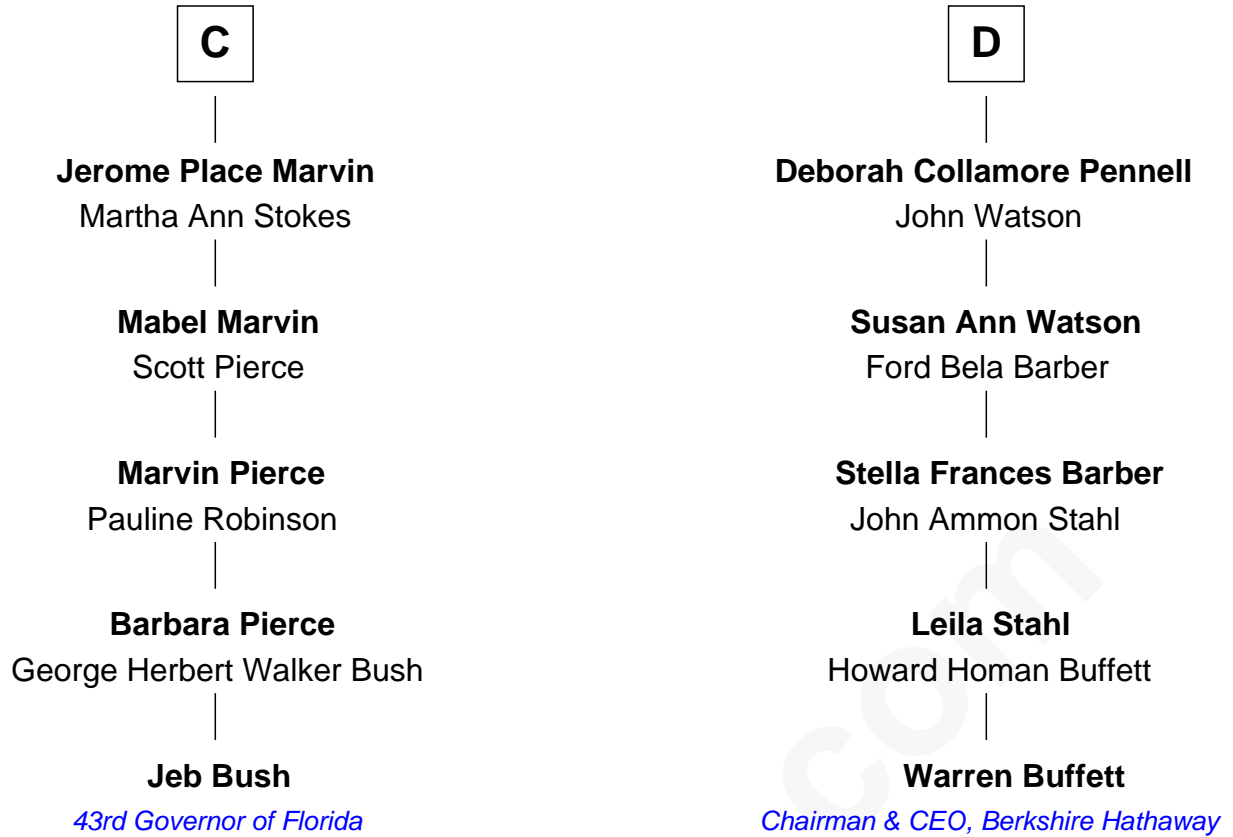 C
D
Jerome Place Marvin
Martha Ann Stokes
Deborah Collamore Pennell
John Watson
Mabel Marvin
Scott Pierce
Susan Ann Watson
Ford Bela Barber
Marvin Pierce
Pauline Robinson
Stella Frances Barber
John Ammon Stahl
Barbara Pierce
George Herbert Walker Bush
Leila Stahl
Howard Homan Buffett
Jeb Bush
43rd Governor of Florida
Warren Buffett
Chairman & CEO, Berkshire Hathaway
com